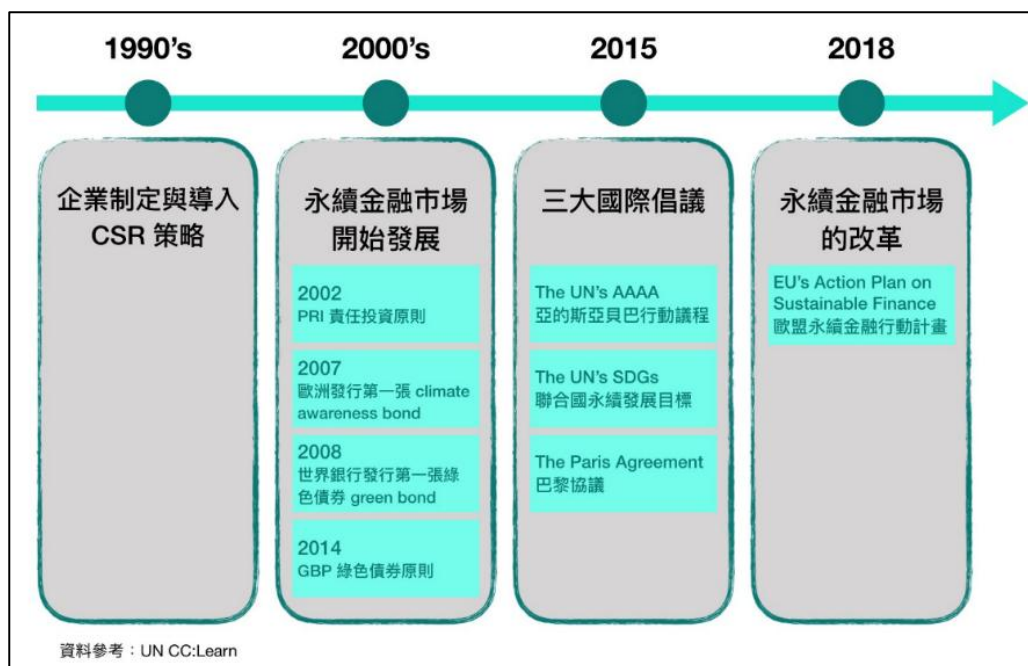 1990’s
2000’s
2015
2018
企業制定與導入
CSR 策略
永續金融市場
開始發展
2002
PRI 責任投資原則
2007
歐洲發行第一張 climate
awareness bond
2008
世界銀行發行第一張綠
色債券 green bond
2014
GBP 綠色債券原則
三大國際倡議
The UN’s AAAA
亞的斯亞貝巴行動議程
The UN’s SDGs
聯合國永續發展目標
The Paris Agreement
巴黎協議
永續金融市場
的改革
EU’s Action Plan on
Sustainable Finance
歐盟永續金融行動計畫
資料參考：UN CC:Learn